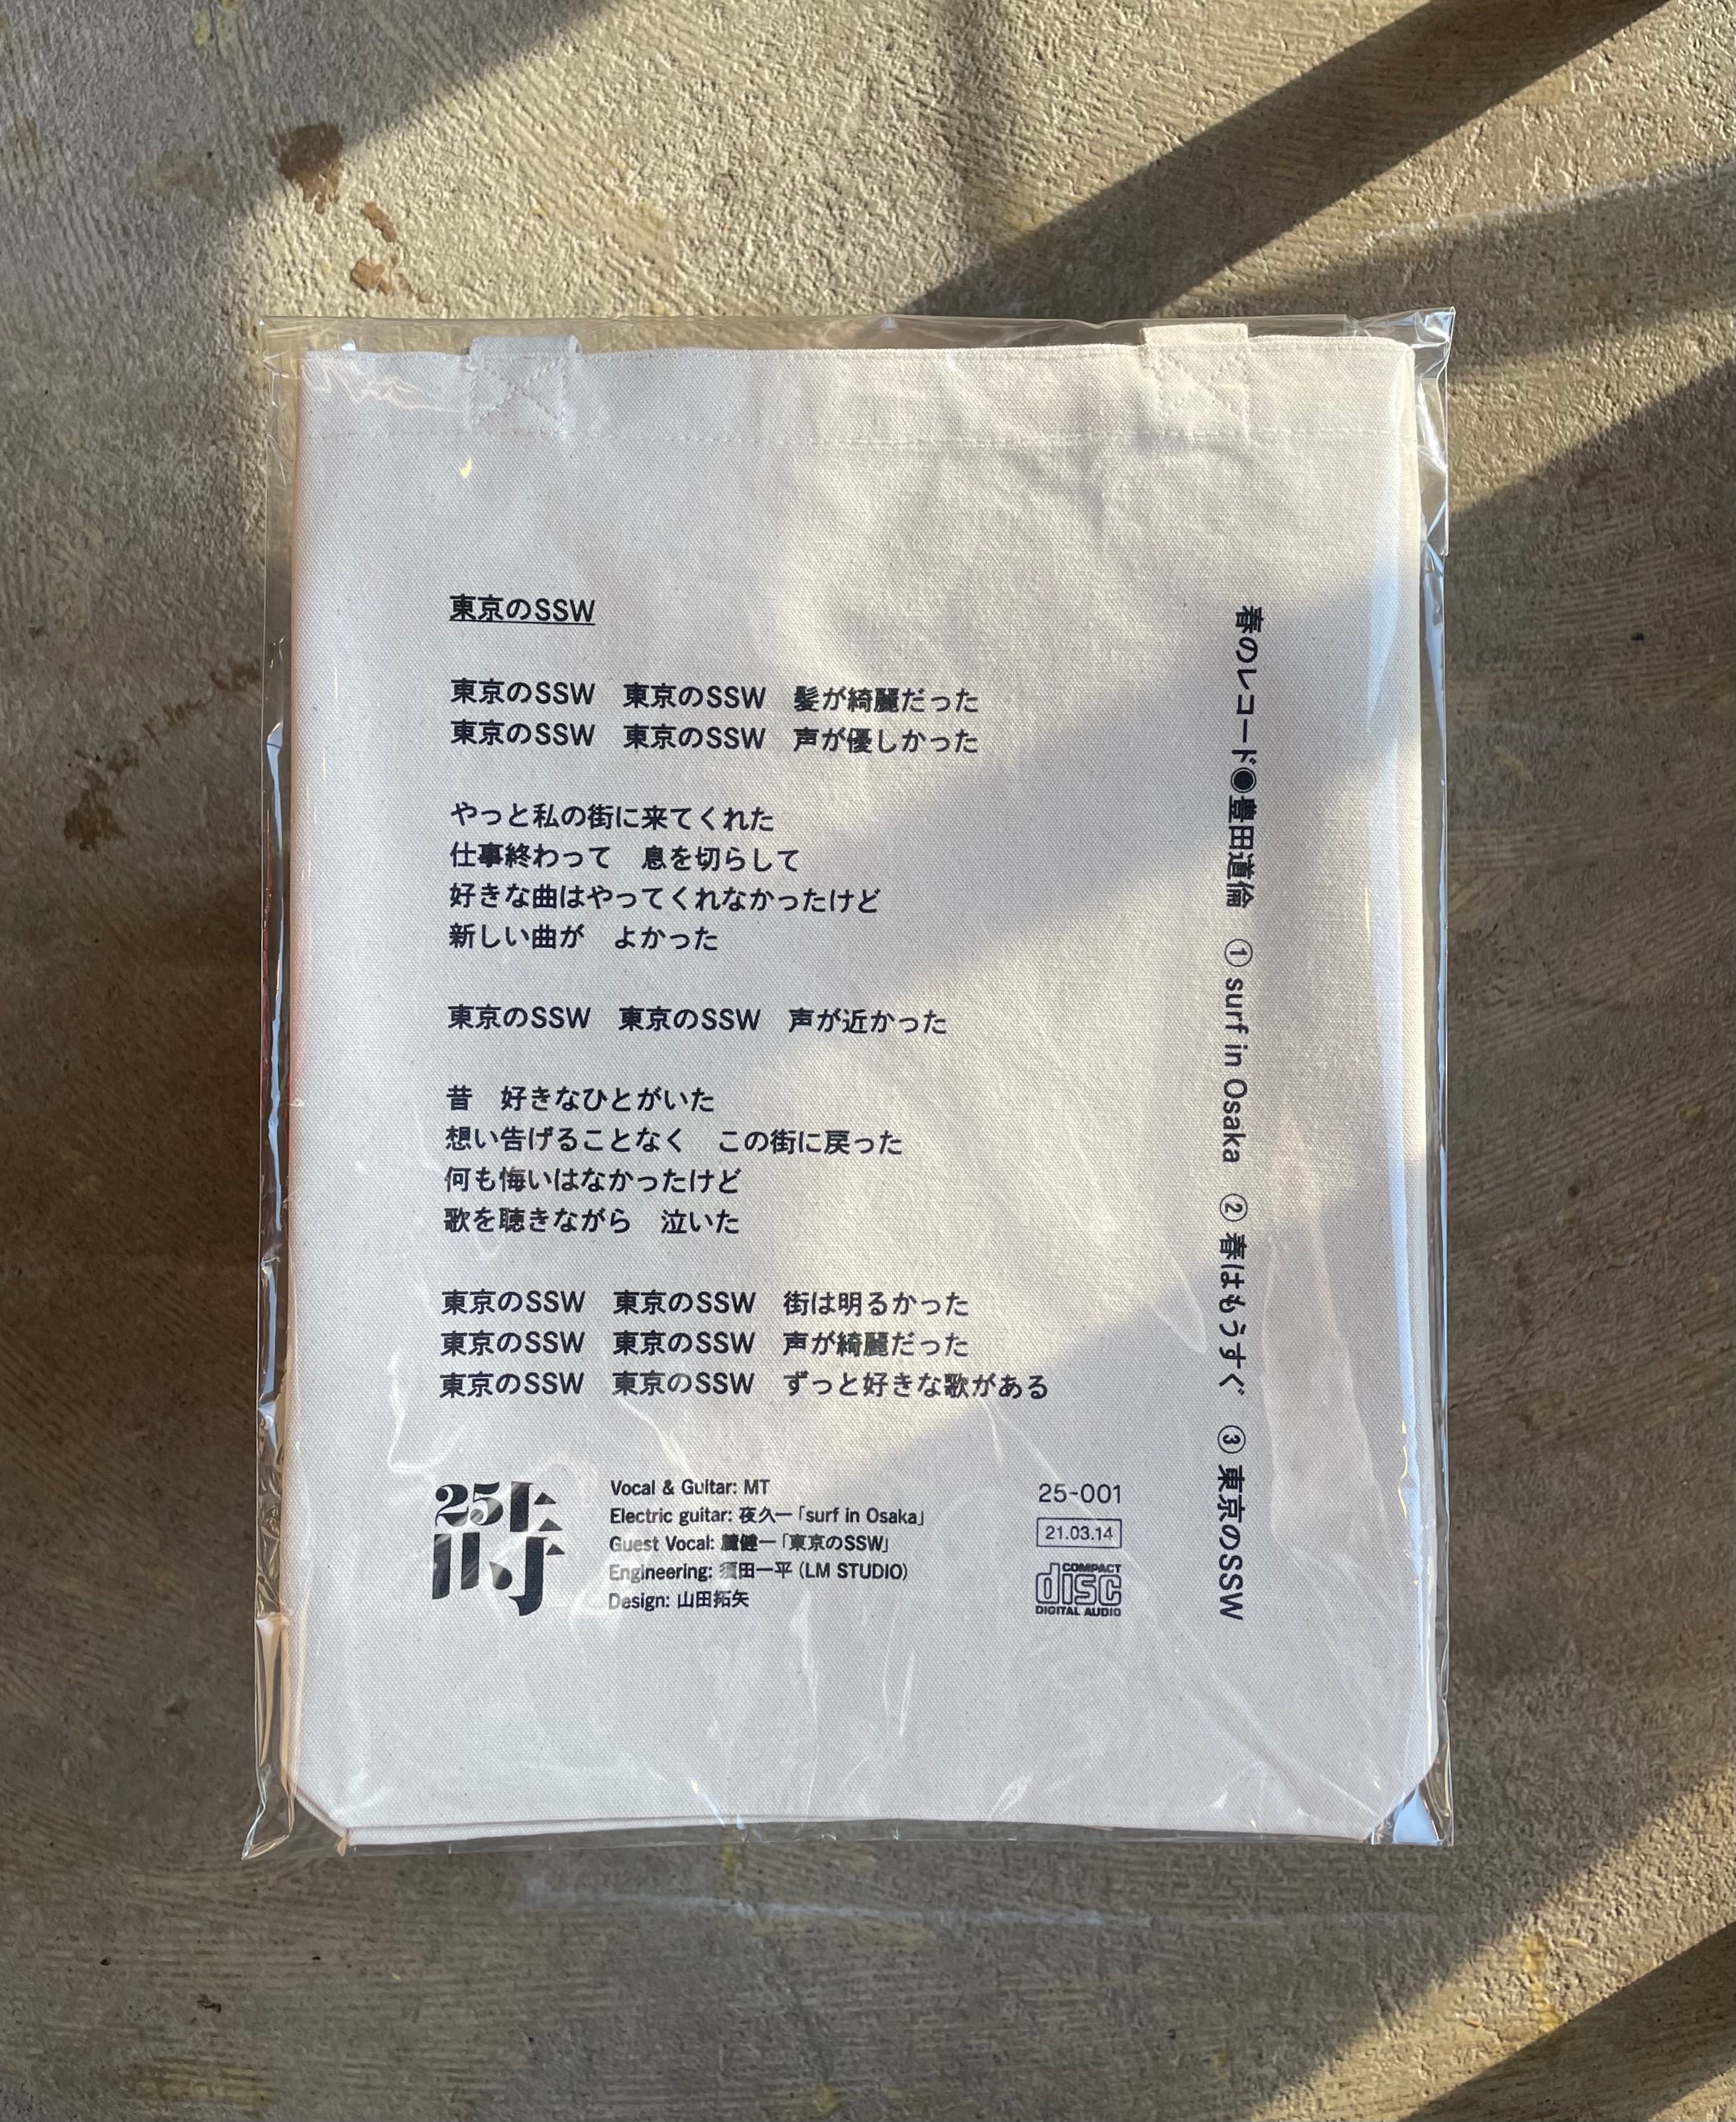 東京のSSW
東京のSSW　東京のSSW　髪が綺麗だった
東京のSSW　東京のSSW　声が優しかった
やっと私の街に来てくれた
仕事終わって　息を切らして
好きな曲はやってくれなかったけど
新しい曲が　よかった
東京のSSW　東京のSSW　声が近かった
昔　好きなひとがいた
想い告げることなく　この街に戻った
何も悔いはなかったけど
歌を聴きながら　泣いた
東京のSSW　東京のSSW　街は明るかった
東京のSSW　東京のSSW　声が綺麗だった
東京のSSW　東京のSSW　ずっと好きな歌がある
25時
Vocal & Guitar: MT
Electric guitar: 夜久一「surf in Osaka」
Guest Vocal: 健一「東京のSSW」
Engineering: 須田一平 (LM STUDIO)
Design: 山田拓矢
25-001
21.03.14
COMPACT
disc
DIGITAL AUDIO
春のレコード◉豊田道倫　① surf in Osaka　② 春はもうすぐ　③ 東京のSSW